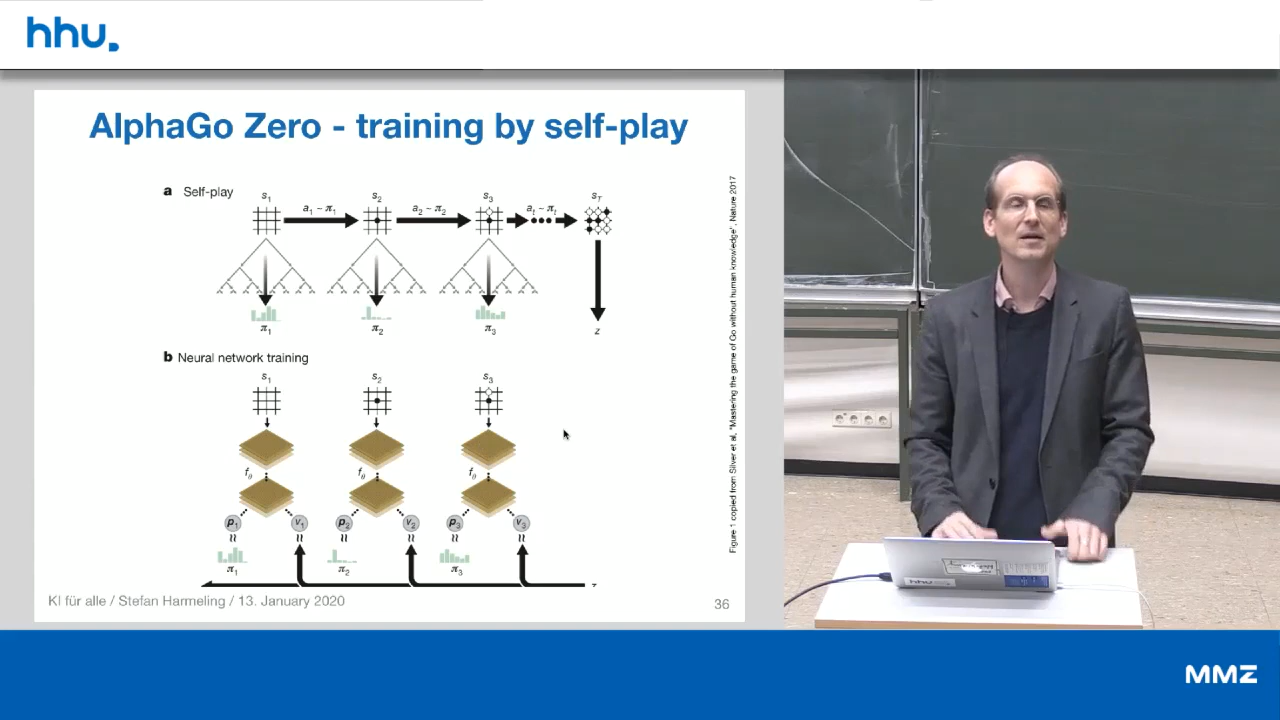 hhu.
AlphaGo Zero - training by self-play
a Self-play
s1 s2 s3 sT
a1 ~ π1 a2 ~ π2 at ~ πt
π1 π2 π3 z
b Neural network training
s1 s2 s3
fθ fθ fθ
p1 v1 p2 v2 p3 v3
π1 π2 π3
Figure 1 copied from Silver et al, "Mastering the game of Go without human knowledge", Nature 2017
KI für alle / Stefan Harmeling / 13. January 2020
36
hhu
MMZ